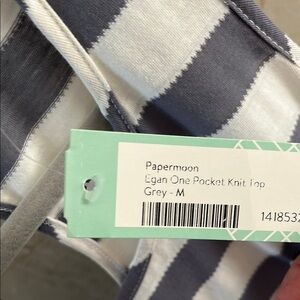 Papermoon
Egan One Pocket Knit Top
Grey - M
1418532